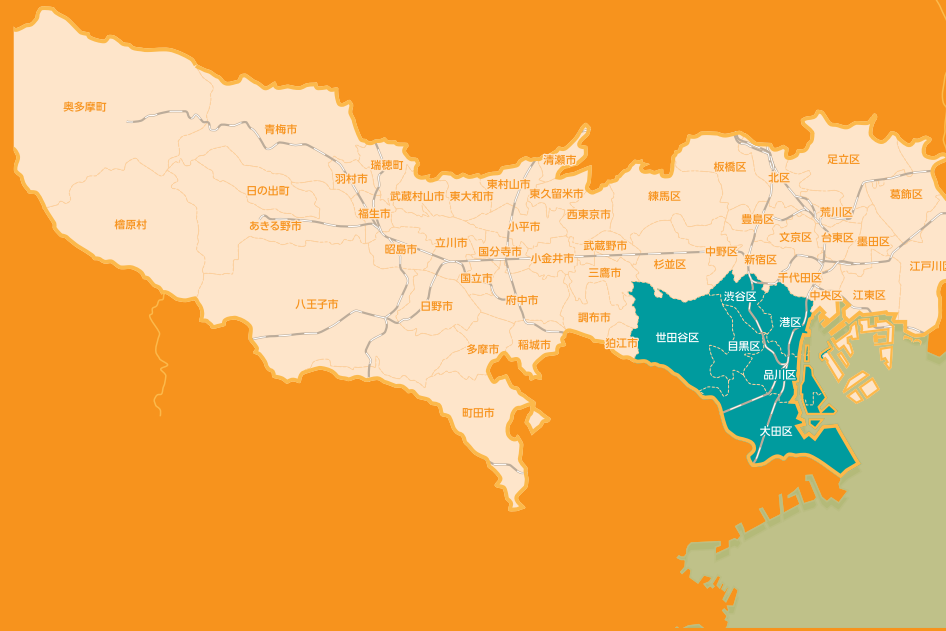 奥多摩町
青梅市
瑞穂町
羽村市
日の出町
武蔵村山市
東大和市
東村山市
清瀬市
東久留米市
福生市
檜原村
あきる野市
西東京市
小平市
練馬区
板橋区
北区
足立区
葛飾区
豊島区
荒川区
昭島市
立川市
国分寺市
小金井市
武蔵野市
杉並区
中野区
新宿区
文京区
台東区
墨田区
江戸川区
国立市
三鷹市
千代田区
八王子市
日野市
府中市
渋谷区
中央区
江東区
調布市
港区
世田谷区
狛江市
稲城市
多摩市
目黒区
品川区
町田市
大田区